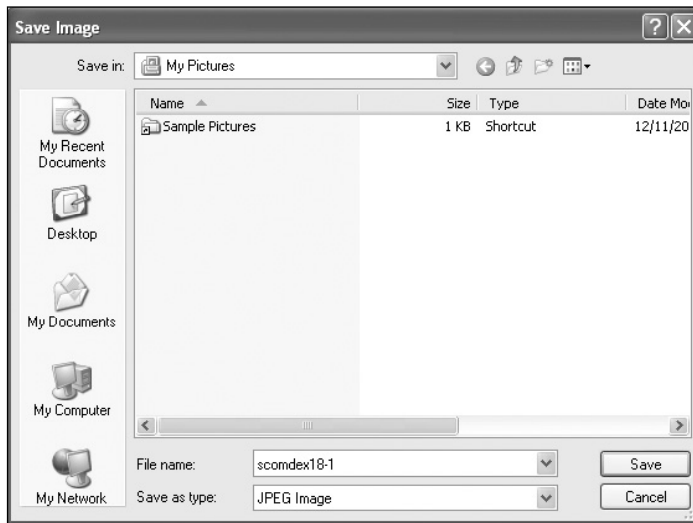 Save Image
Save in: My Pictures
Name Size Type Date Mo
Sample Pictures 1 KB Shortcut 12/11/20
My Recent
Documents
Desktop
My Documents
My Computer
My Network
File name: scomdex18-1 Save
Save as type: JPEG Image Cancel